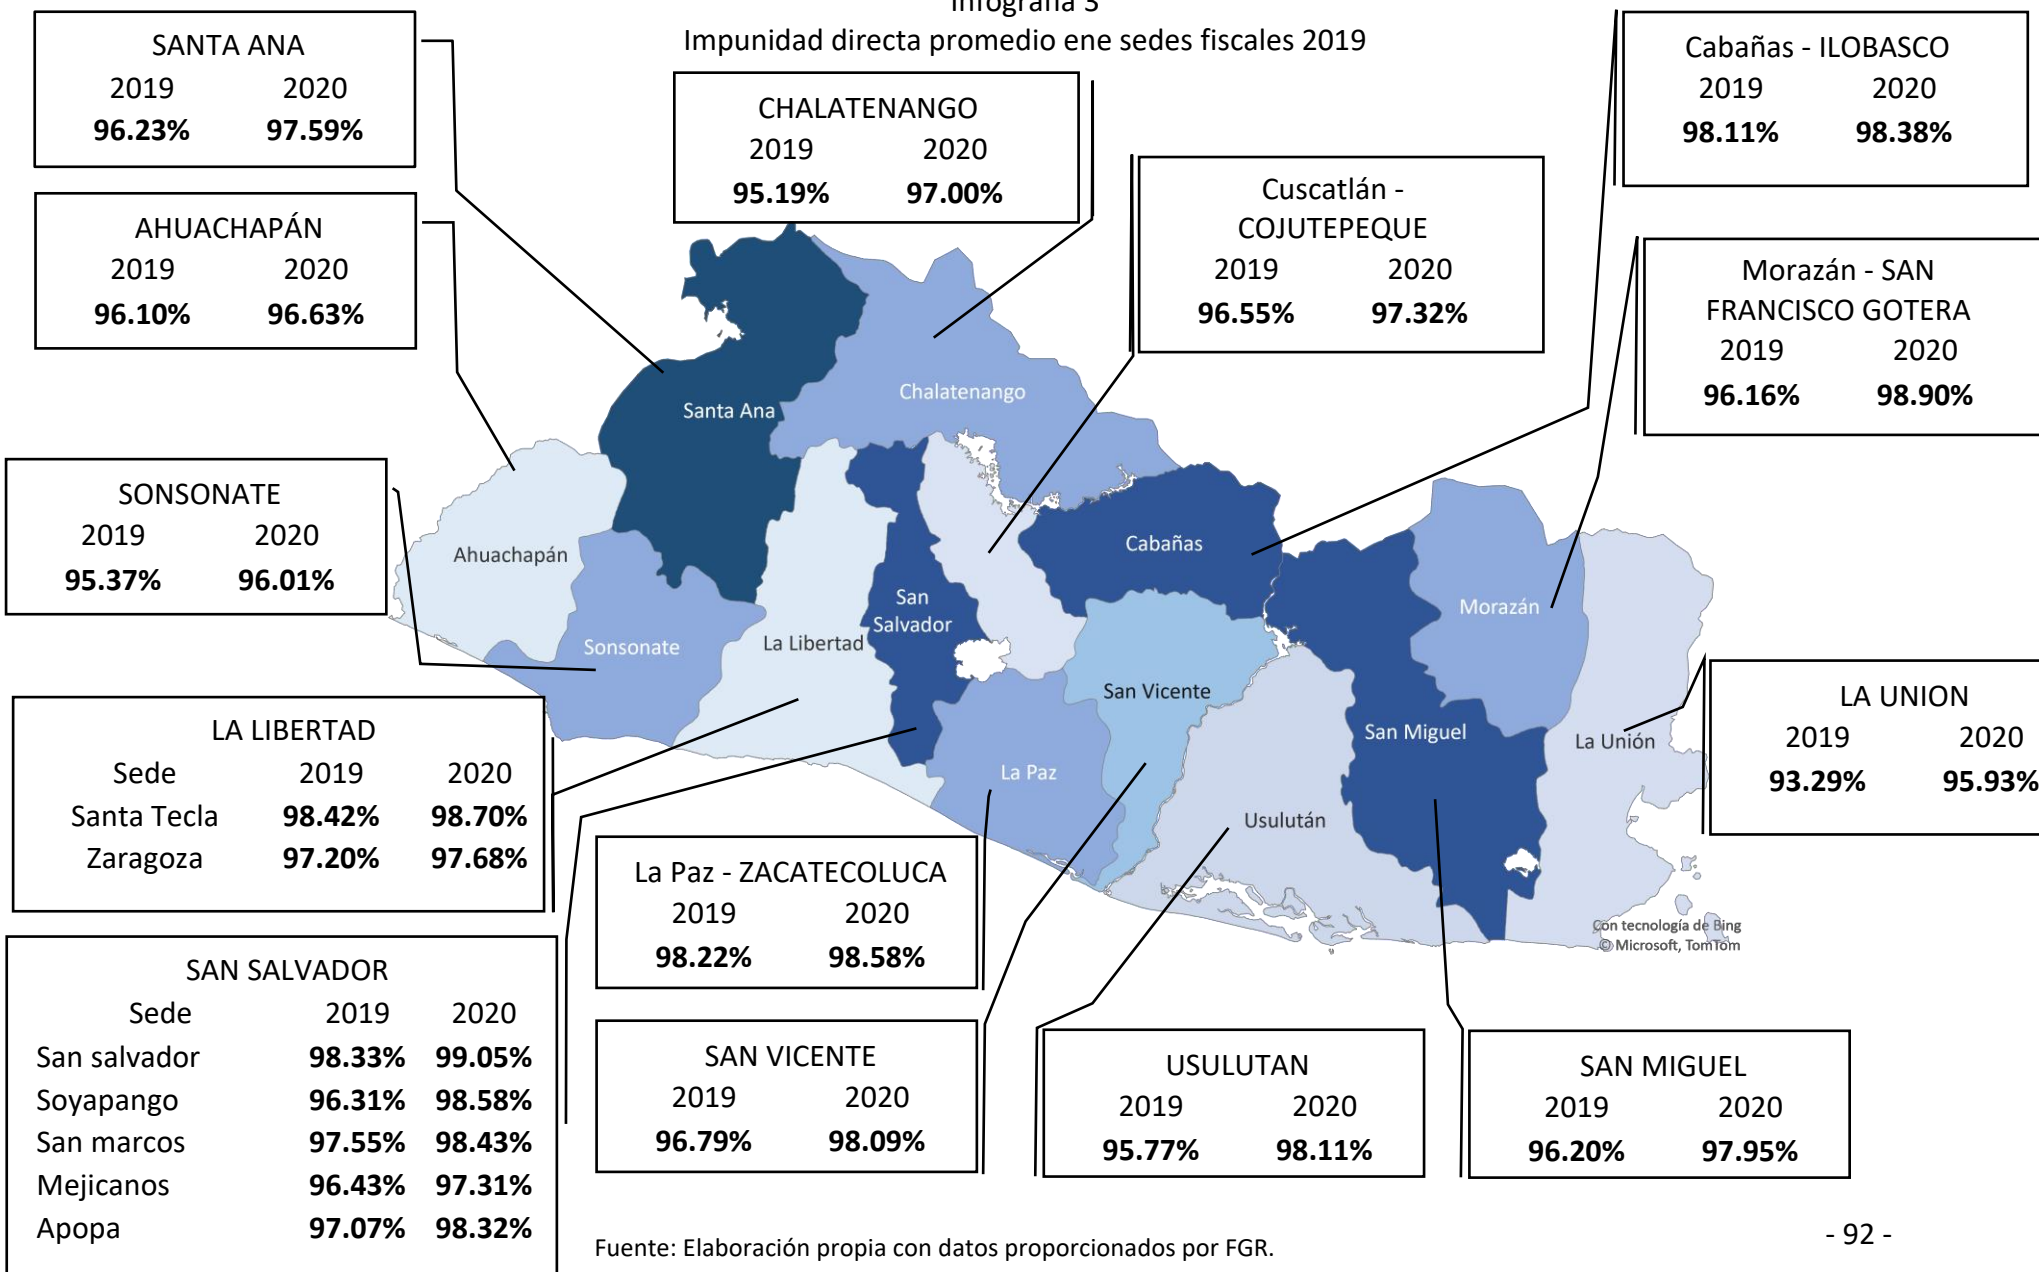 Infografía 3
Impunidad directa promedio ene sedes fiscales 2019
SANTA ANA
2019 2020
96.23% 97.59%
AHUACHAPÁN
2019 2020
96.10% 96.63%
SONSONATE
2019 2020
95.37% 96.01%
LA LIBERTAD
Sede 2019 2020
Santa Tecla 98.42% 98.70%
Zaragoza 97.20% 97.68%
SAN SALVADOR
Sede 2019 2020
San salvador 98.33% 99.05%
Soyapango 96.31% 98.58%
San marcos 97.55% 98.43%
Mejicanos 96.43% 97.31%
Apopa 97.07% 98.32%
CHALATENANGO
2019 2020
95.19% 97.00%
Cuscatlán -
COJUTEPEQUE
2019 2020
96.55% 97.32%
Cabañas - ILOBASCO
2019 2020
98.11% 98.38%
Morazán - SAN
FRANCISCO GOTERA
2019 2020
96.16% 98.90%
LA UNION
2019 2020
93.29% 95.93%
La Paz - ZACATECOLUCA
2019 2020
98.22% 98.58%
SAN VICENTE
2019 2020
96.79% 98.09%
USULUTAN
2019 2020
95.77% 98.11%
SAN MIGUEL
2019 2020
96.20% 97.95%
Santa Ana
Chalatenango
Ahuachapán
Sonsonate
La Libertad
San
Salvador
Cabañas
San Vicente
La Paz
Usulután
San Miguel
Morazán
La Unión
Con tecnología de Bing
© Microsoft, TomTom
Fuente: Elaboración propia con datos proporcionados por FGR.
- 92 -